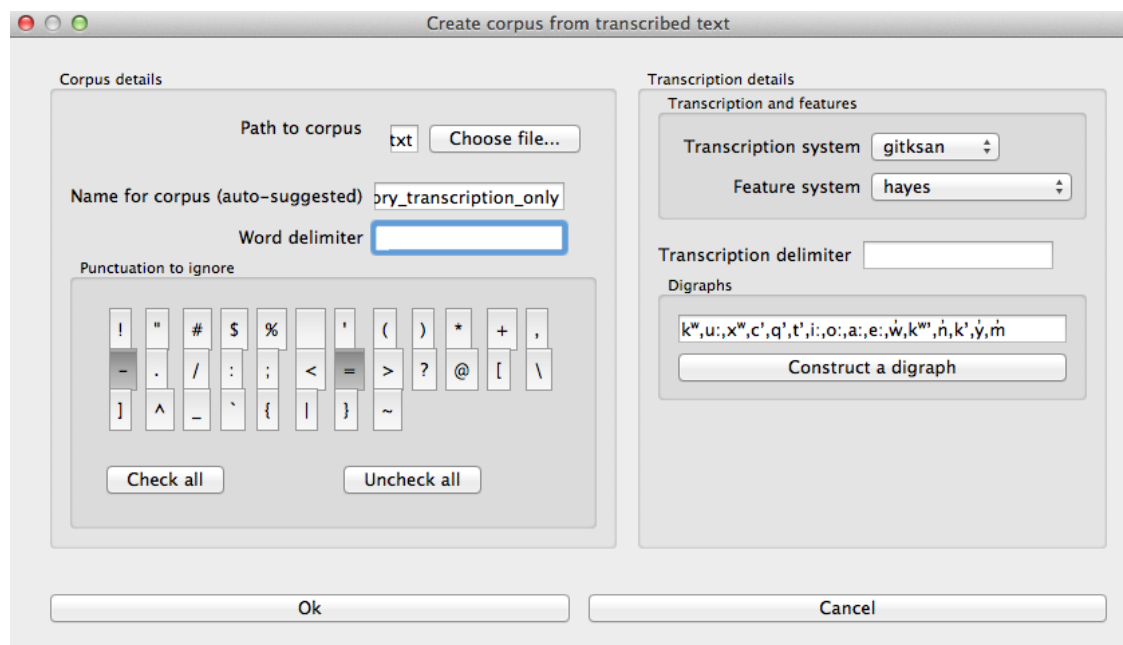 Create corpus from transcribed text
Corpus details
Path to corpus
txt
Choose file...
Name for corpus (auto-suggested)
ory_transcription_only
Word delimiter
Punctuation to ignore
! " # $ % ' ( ) * + ,
- . / : ; < = > ? @ [ \
] ^ _ ` { | } ~
Check all
Uncheck all
Transcription details
Transcription and features
Transcription system
gitksan
Feature system
hayes
Transcription delimiter
Digraphs
kʷ,u:,xʷ,c',q',t',i:,o:,a:,e:,w̓,kʷ',n̓,k',y̓,m̓
Construct a digraph
Ok
Cancel